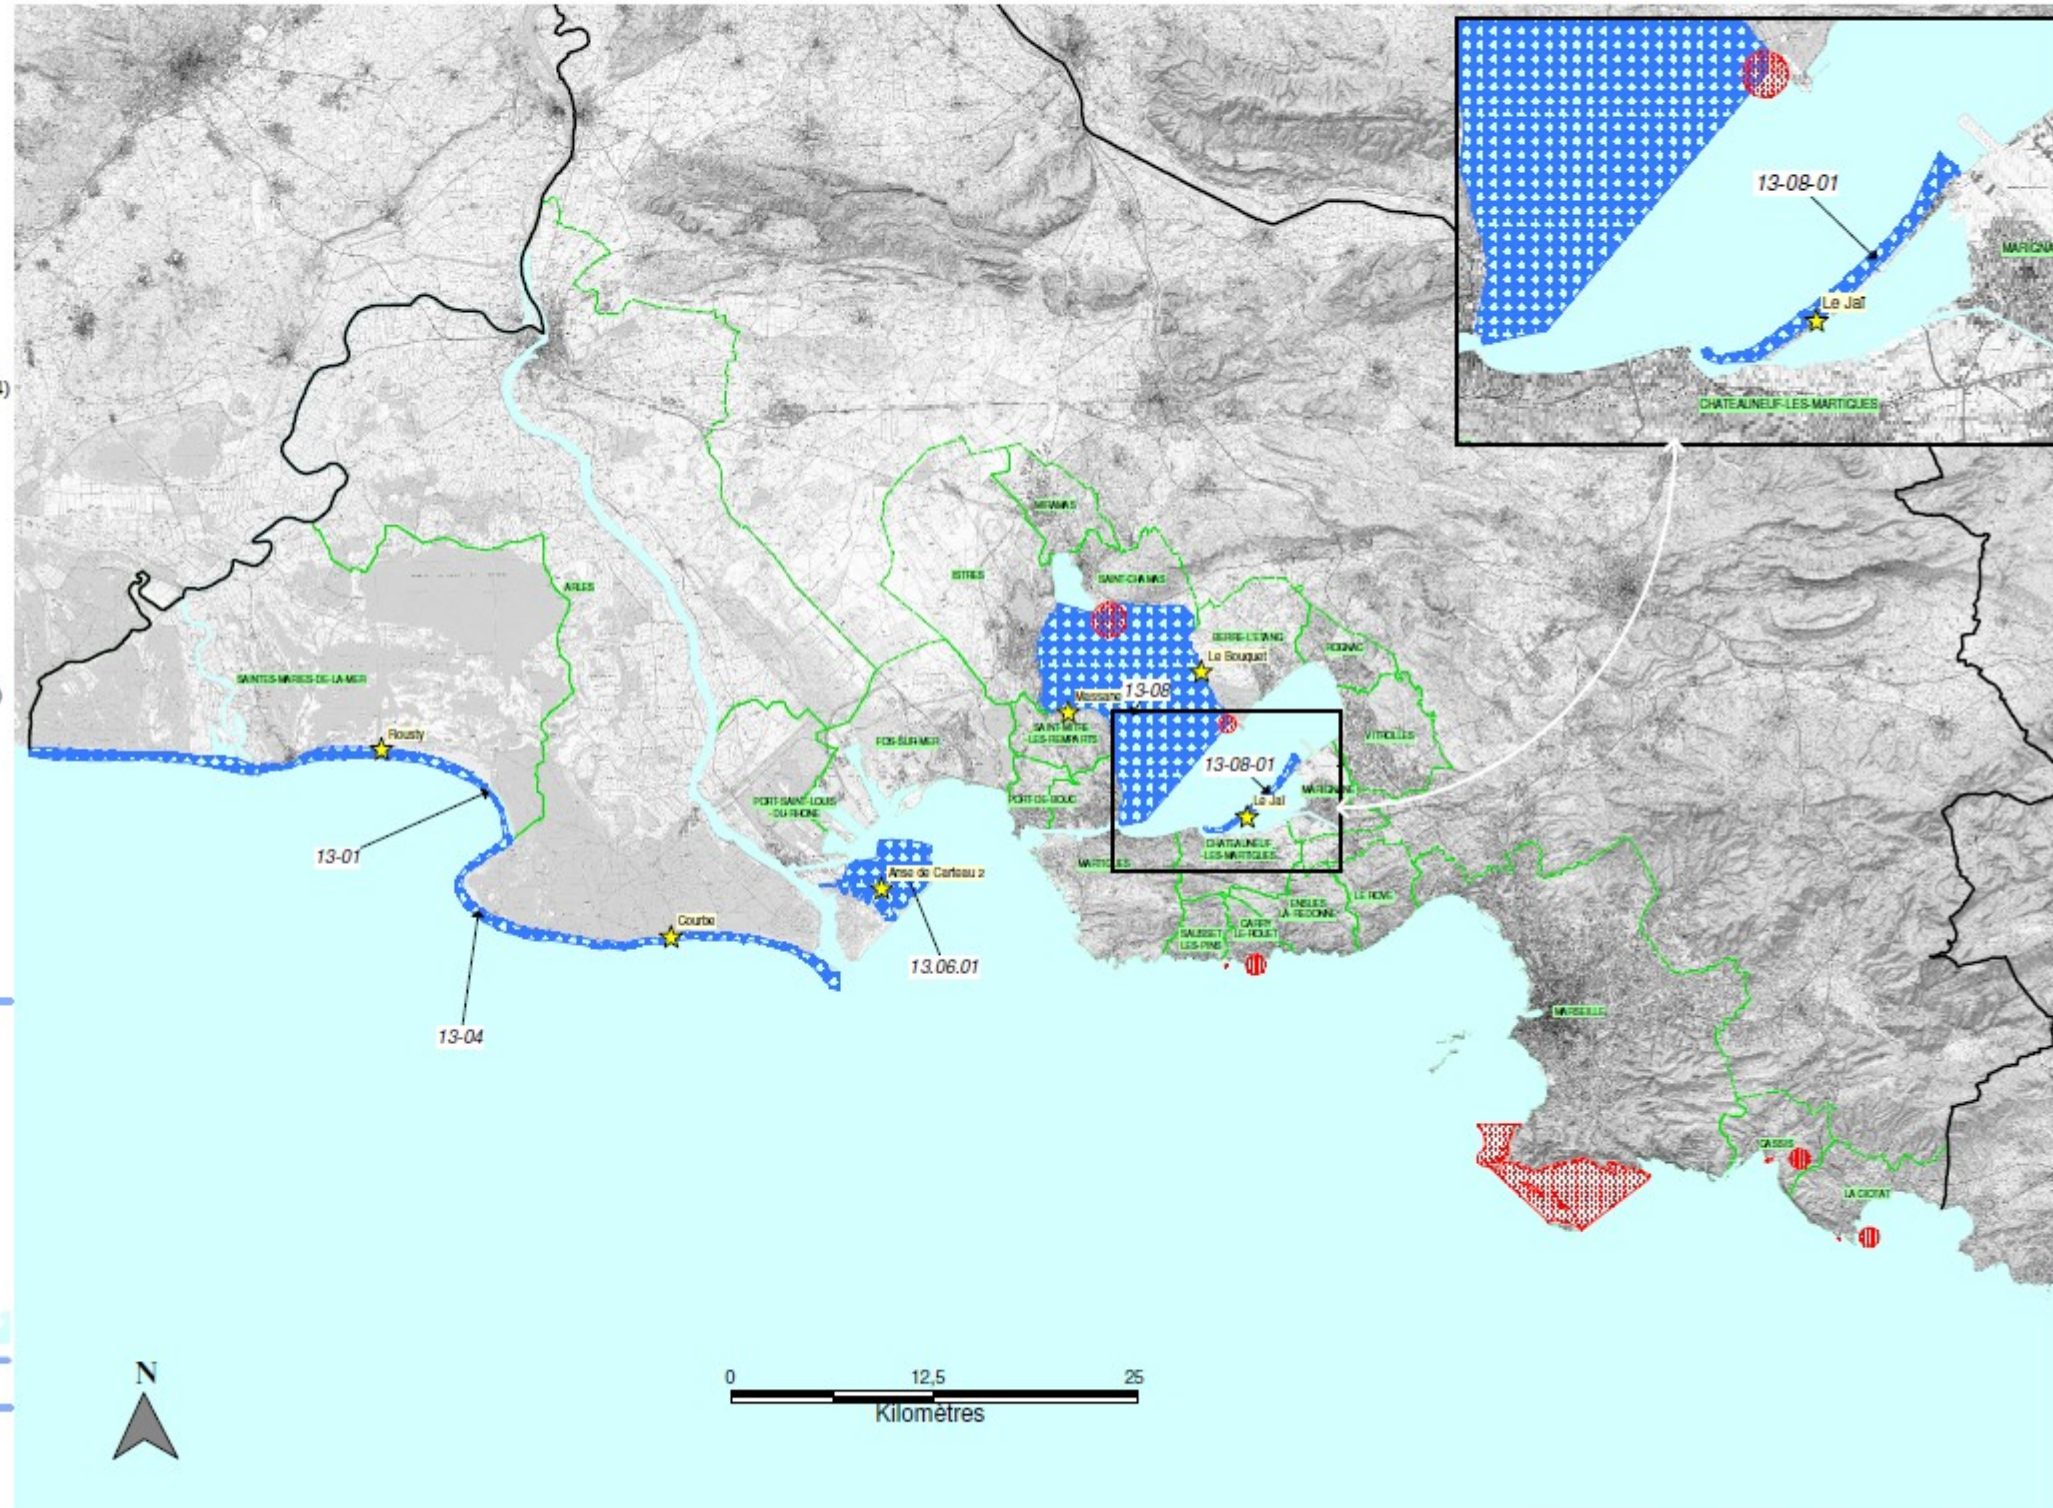 13-08-01
MARIGNA
Le Jaï
CHATEAUNEUF-LES-MARTIGUES
4)
MIRAMAS
ISTRES
SAINT-CHAMAS
ARLES
BERRE-L'ETANG
ROGNAC
Le Bouquet
SAINTES-MARIES-DE-LA-MER
Massane
13-08
Rousty
SAINT-MITRE
-LES-REMPARTS
FOS-SUR-MER
VITROLLES
13-08-01
MARIGNANE
PORT-SAINT-LOUIS
-DU-RHONE
PORT-DE-BOUC
Le Jaï
13-01
CHATEAUNEUF
-LES-MARTIGUES
MARTIGUES
Anse de Carteau 2
LE ROVE
ENSUES
LA-REDONNE
CARRY
LE-ROUET
SAUSSET
LES-PINS
Courbe
13.06.01
MARSEILLE
13-04
CASSIS
LA CIOTAT
N
0 12,5 25
Kilomètres